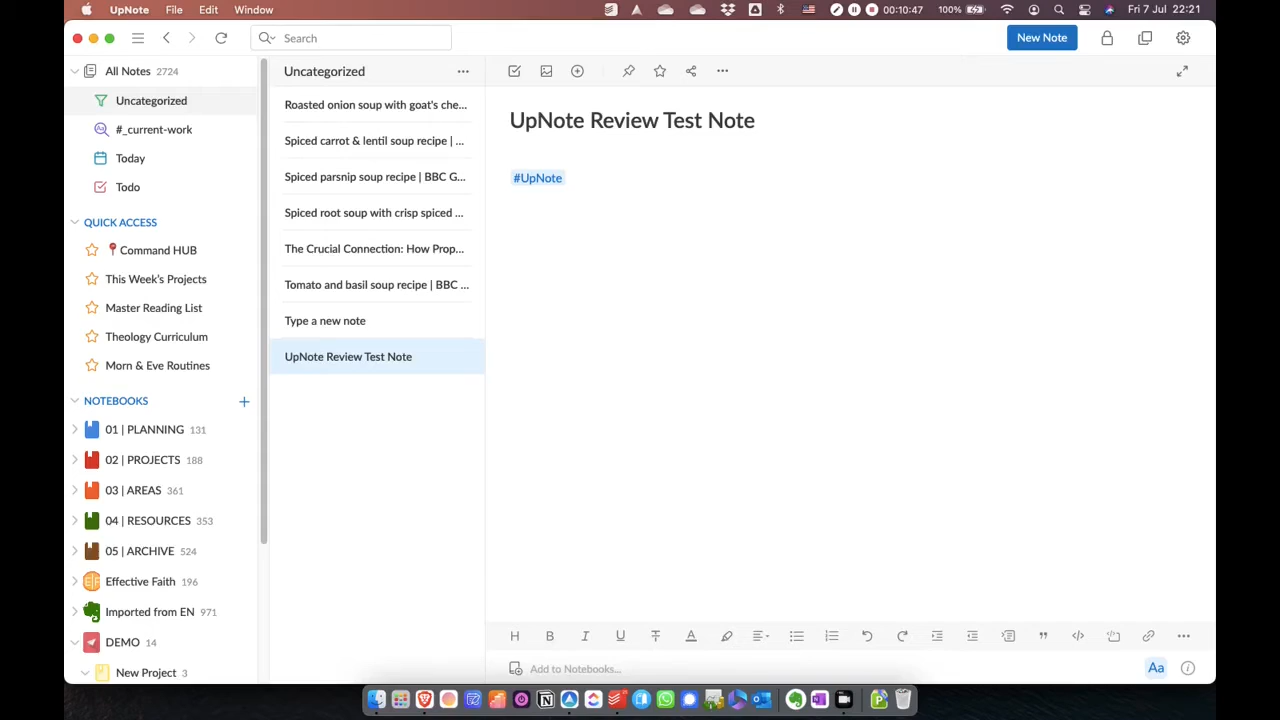 UpNote File Edit Window 00:10:47 100% Fri 7 Jul 22:21
Search New Note
All Notes 2724
Uncategorized
#_current-work
Today
Todo
QUICK ACCESS
Command HUB
This Week's Projects
Master Reading List
Theology Curriculum
Morn & Eve Routines
NOTEBOOKS
01 | PLANNING 131
02 | PROJECTS 188
03 | AREAS 361
04 | RESOURCES 353
05 | ARCHIVE 524
Effective Faith 196
Imported from EN 971
DEMO 14
New Project 3
Uncategorized
Roasted onion soup with goat's che...
Spiced carrot & lentil soup recipe | ...
Spiced parsnip soup recipe | BBC G...
Spiced root soup with crisp spiced ...
The Crucial Connection: How Prop...
Tomato and basil soup recipe | BBC ...
Type a new note
UpNote Review Test Note
UpNote Review Test Note
#UpNote
H B I U T A
Add to Notebooks... Aa